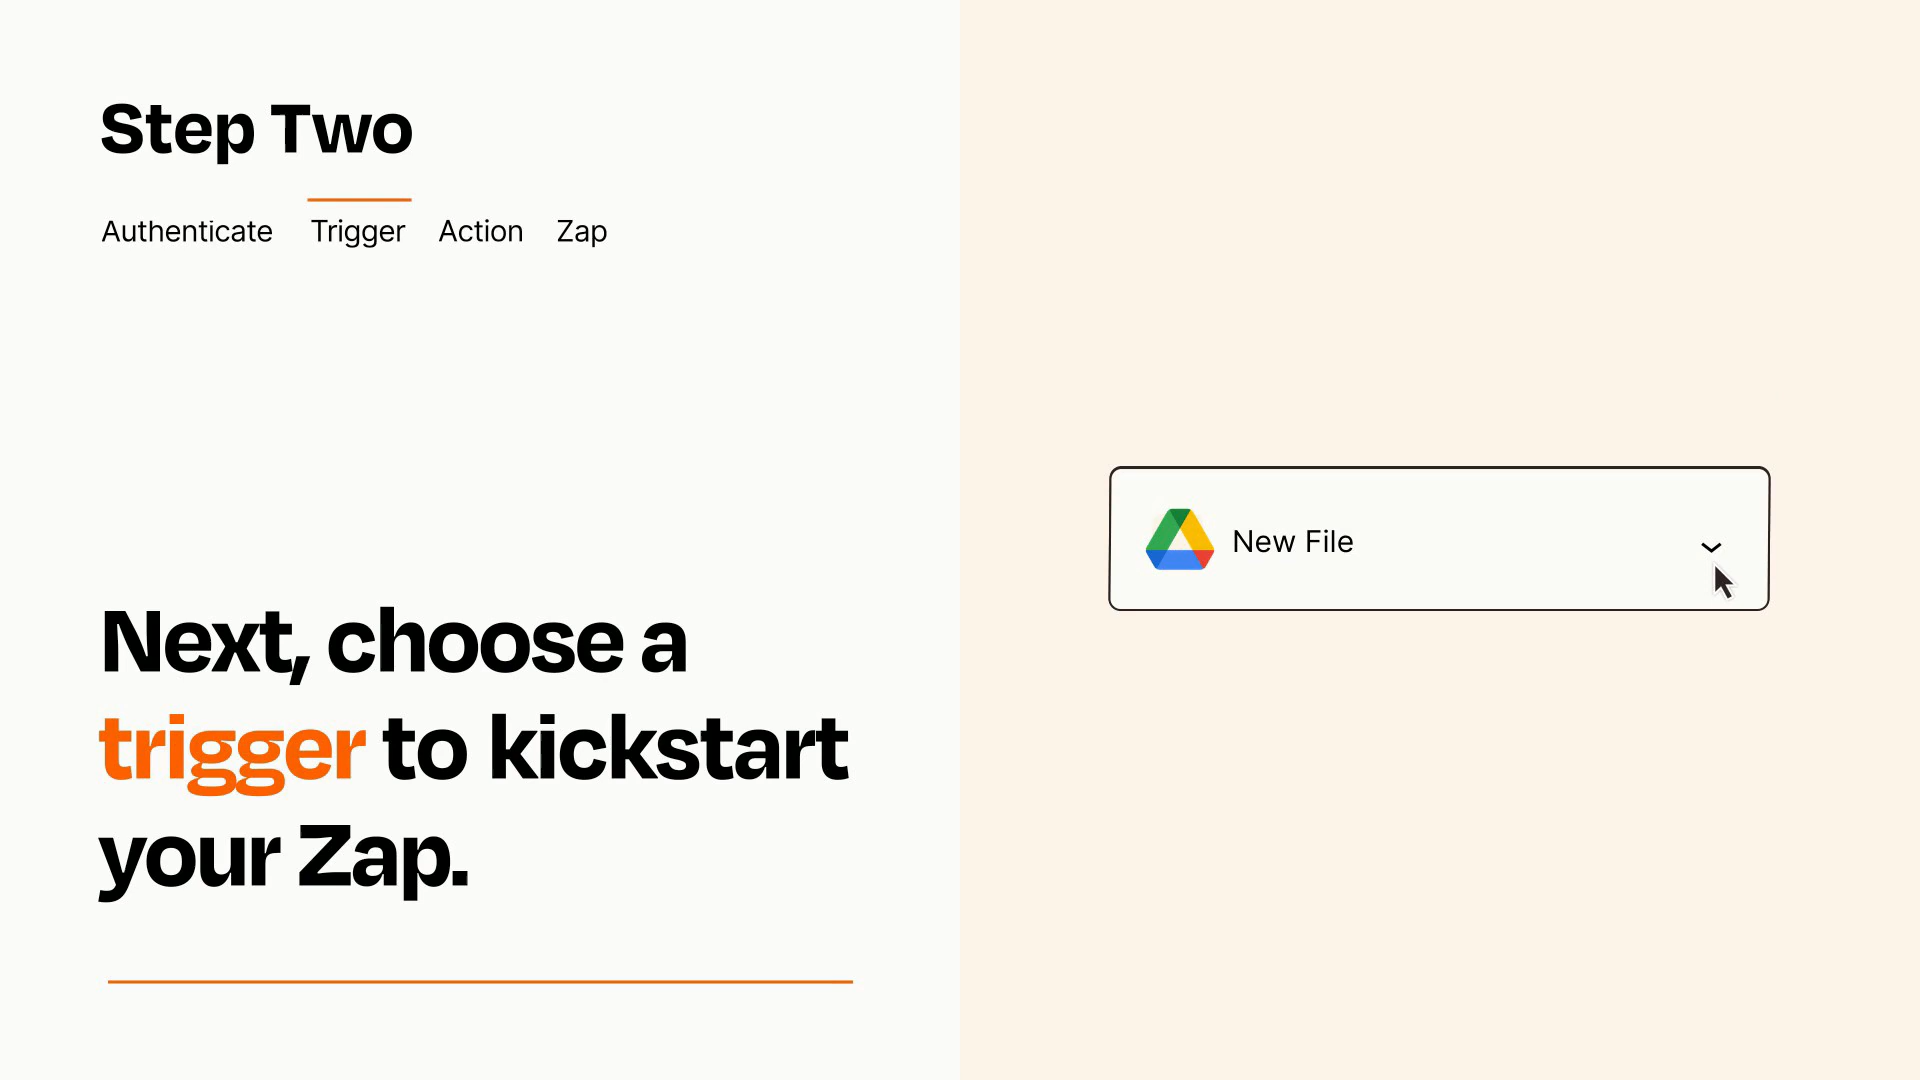 Step Two
Authenticate Trigger Action Zap
Next, choose a
trigger to kickstart
your Zap.
New File